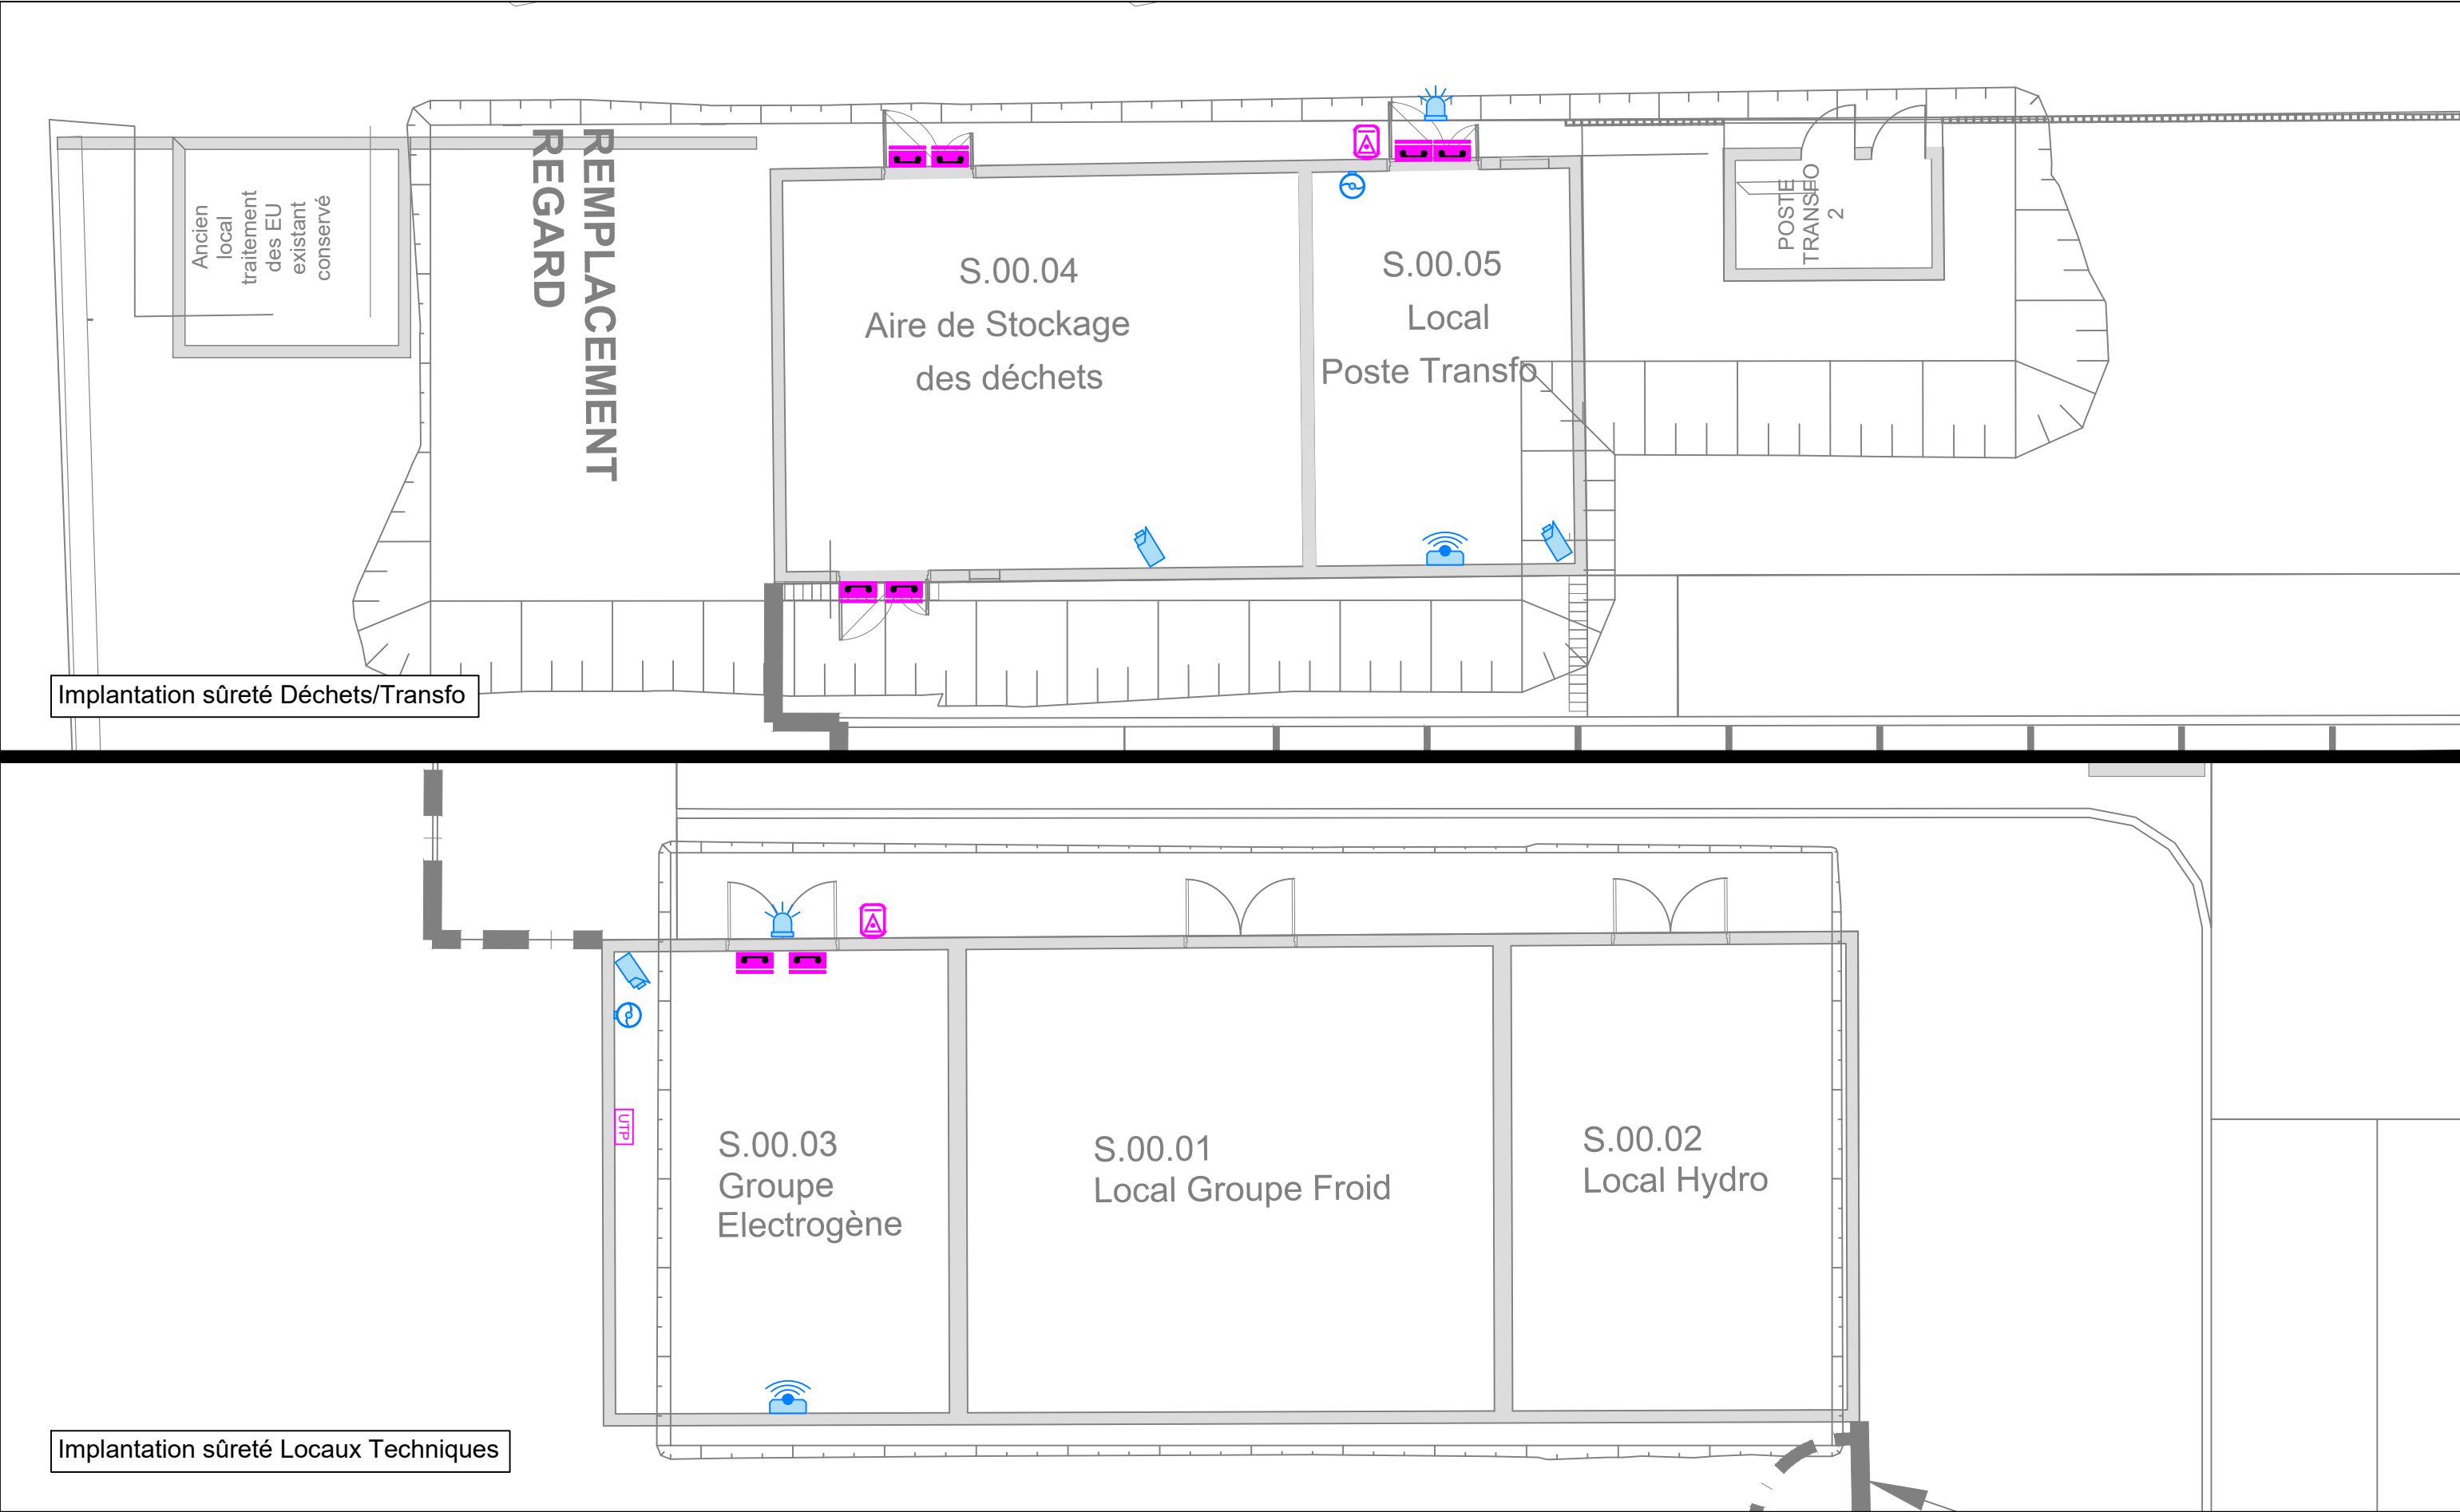 Ancien
local
traitement
des EU
existant
conservé
REMPLACEMENT
REGARD
S.00.04
Aire de Stockage
des déchets
S.00.05
Local
Poste Transfo
POSTE
TRANSFO
2
Implantation sûreté Déchets/Transfo
UTP
S.00.03
Groupe
Electrogène
S.00.01
Local Groupe Froid
S.00.02
Local Hydro
Implantation sûreté Locaux Techniques